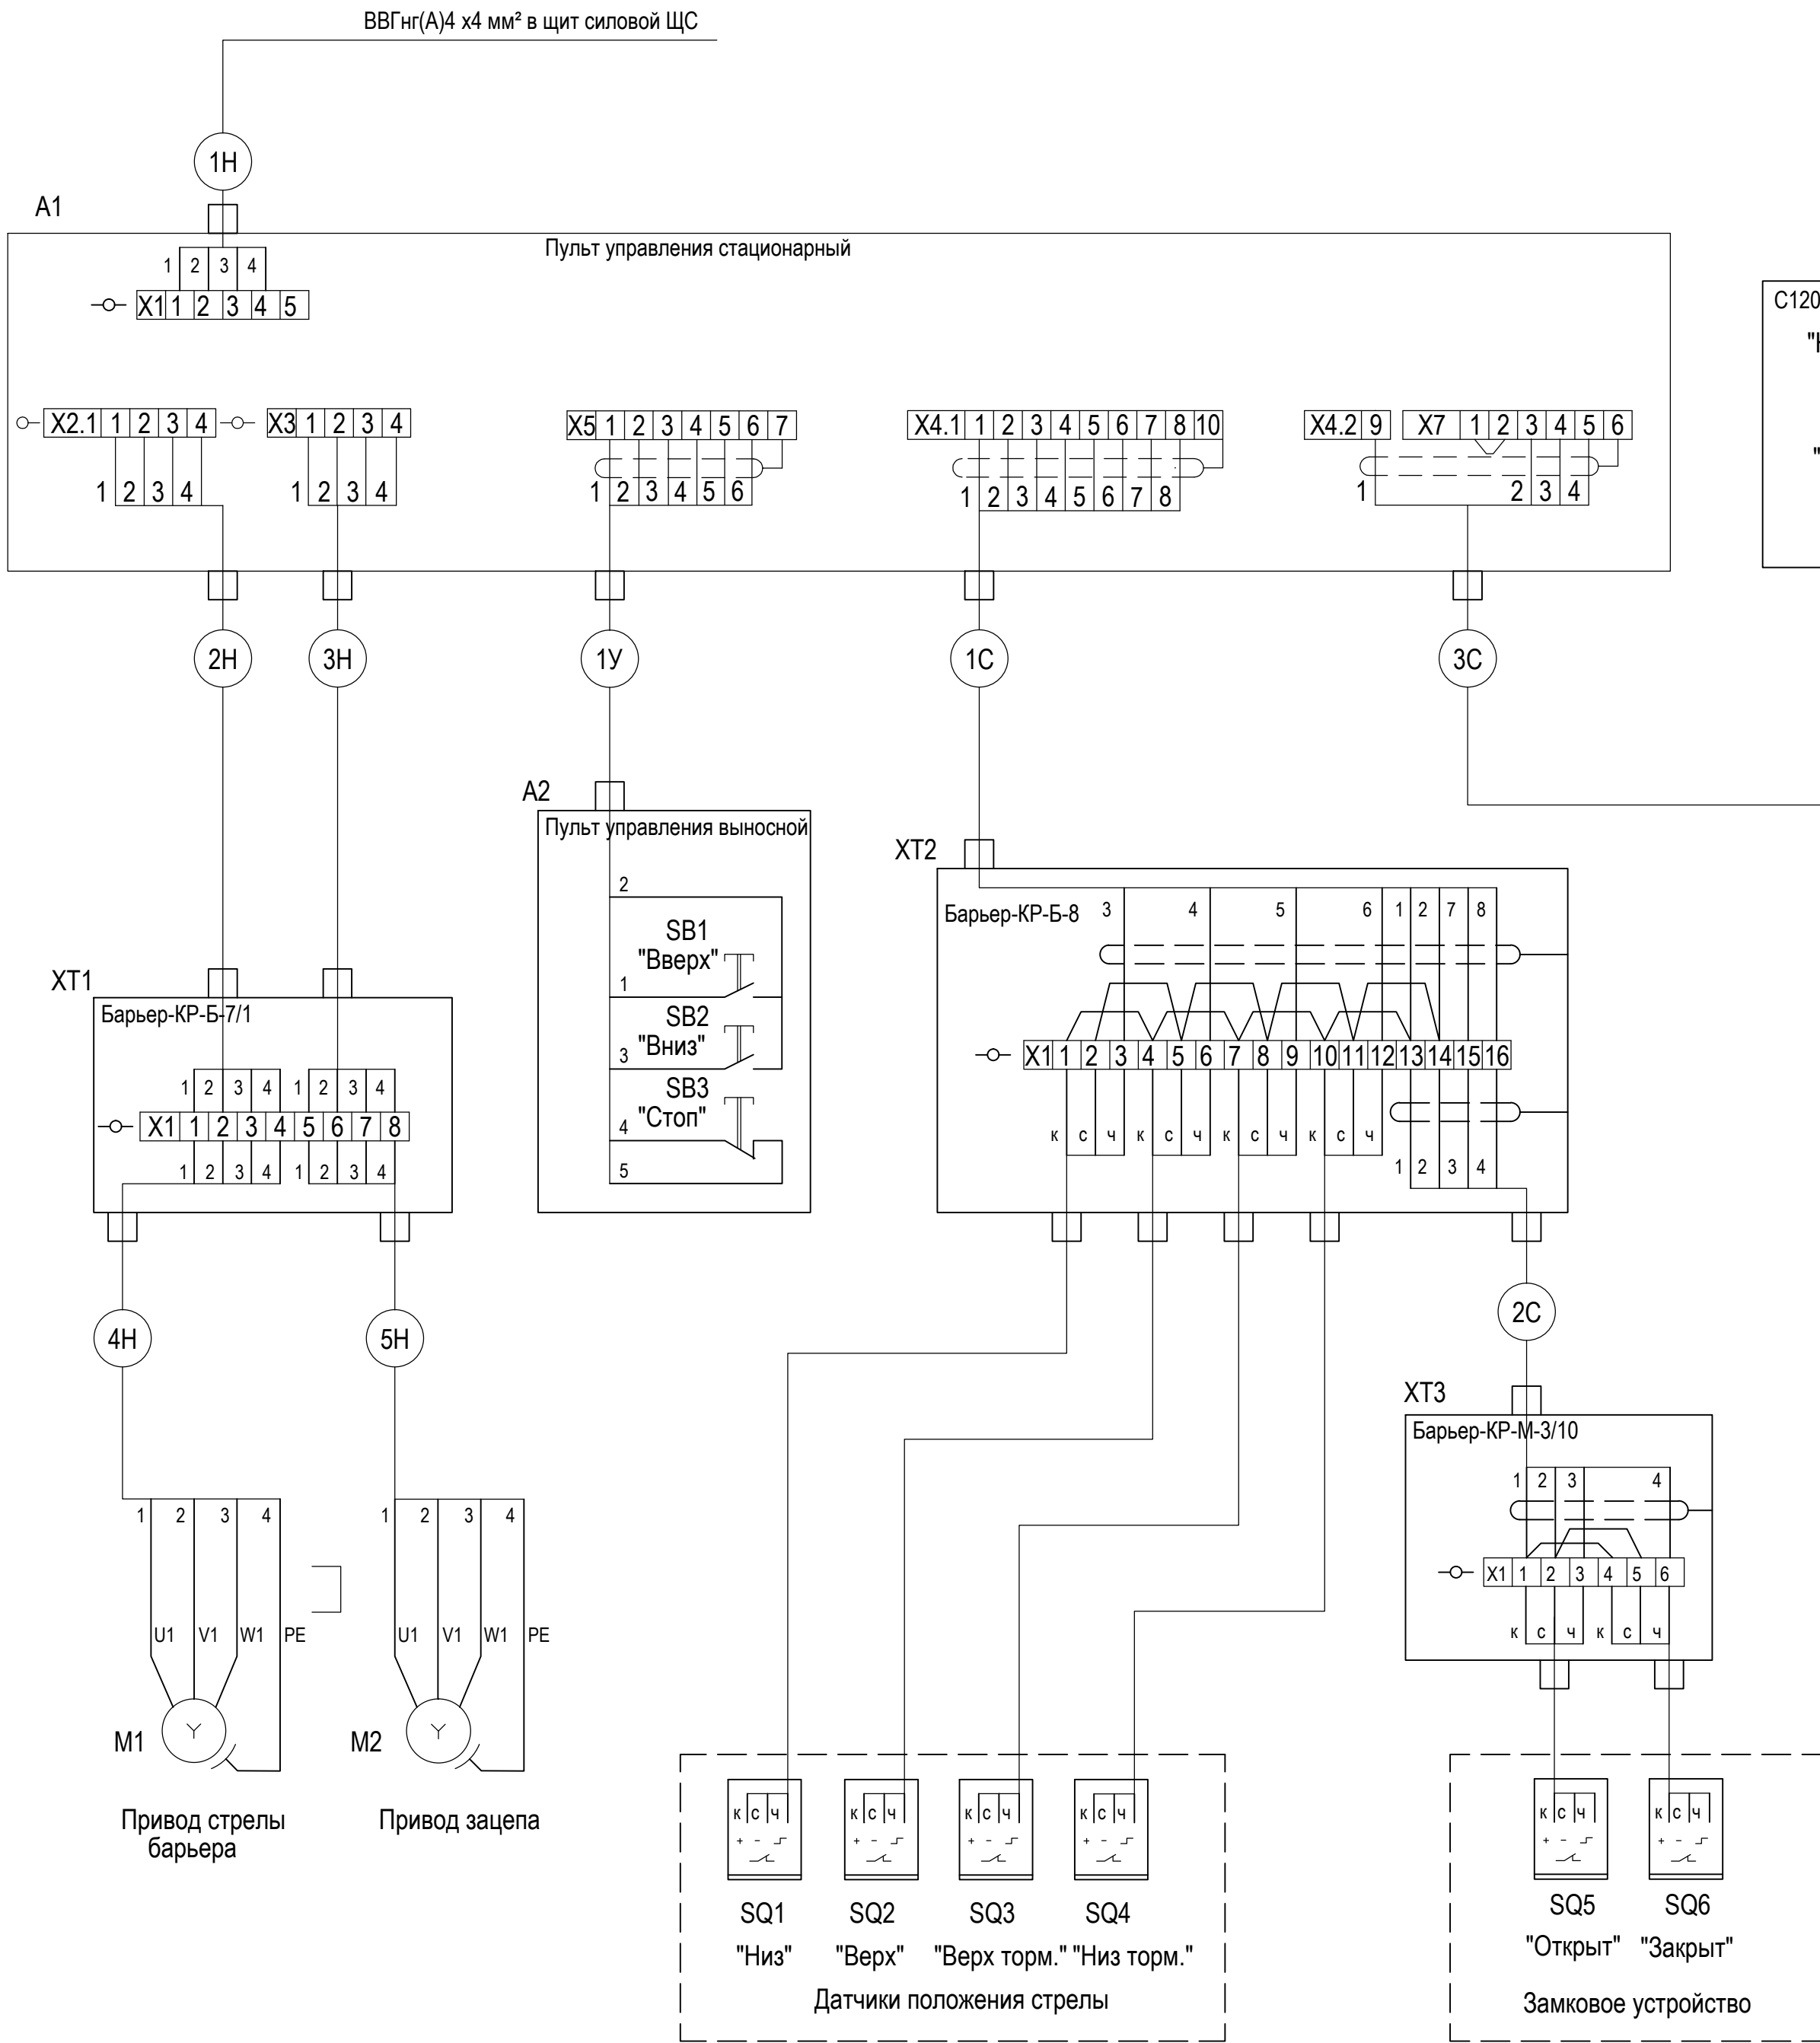 ВВГнг(А)4 х4 мм² в щит силовой ЩС
1Н
А1
Пульт управления стационарный
1 2 3 4
Х1 1 2 3 4 5
С120
"
Х2.1 1 2 3 4
Х3 1 2 3 4
Х5 1 2 3 4 5 6 7
Х4.1 1 2 3 4 5 6 7 8 10
Х4.2 9
Х7 1 2 3 4 5 6
"
1 2 3 4
1 2 3 4
1 2 3 4 5 6
1 2 3 4 5 6 7 8
1 2 3 4
2Н
3Н
1У
1С
3С
А2
Пульт управления выносной
2
SB1
"Вверх"
1
SB2
"Вниз"
3
SB3
"Стоп"
4
5
ХТ2
Барьер-КР-Б-8
3 4 5 6 1 2 7 8
Х1 1 2 3 4 5 6 7 8 9 10 11 12 13 14 15 16
к с ч к с ч к с ч к с ч
1 2 3 4
ХТ1
Барьер-КР-Б-7/1
1 2 3 4 1 2 3 4
Х1 1 2 3 4 5 6 7 8
1 2 3 4 1 2 3 4
4Н
5Н
2С
ХТ3
Барьер-КР-М-3/10
1 2 3 4
Х1 1 2 3 4 5 6
к с ч к с ч
1 2 3 4
U1 V1 W1 PE
М1
Привод стрелы
барьера
1 2 3 4
U1 V1 W1 PE
М2
Привод зацепа
к с ч
+ -
SQ1
"Низ"
к с ч
+ -
SQ2
"Верх"
к с ч
+ -
SQ3
"Верх торм."
к с ч
+ -
SQ4
"Низ торм."
Датчики положения стрелы
к с ч
+ -
SQ5
"Открыт"
к с ч
+ -
SQ6
"Закрыт"
Замковое устройство